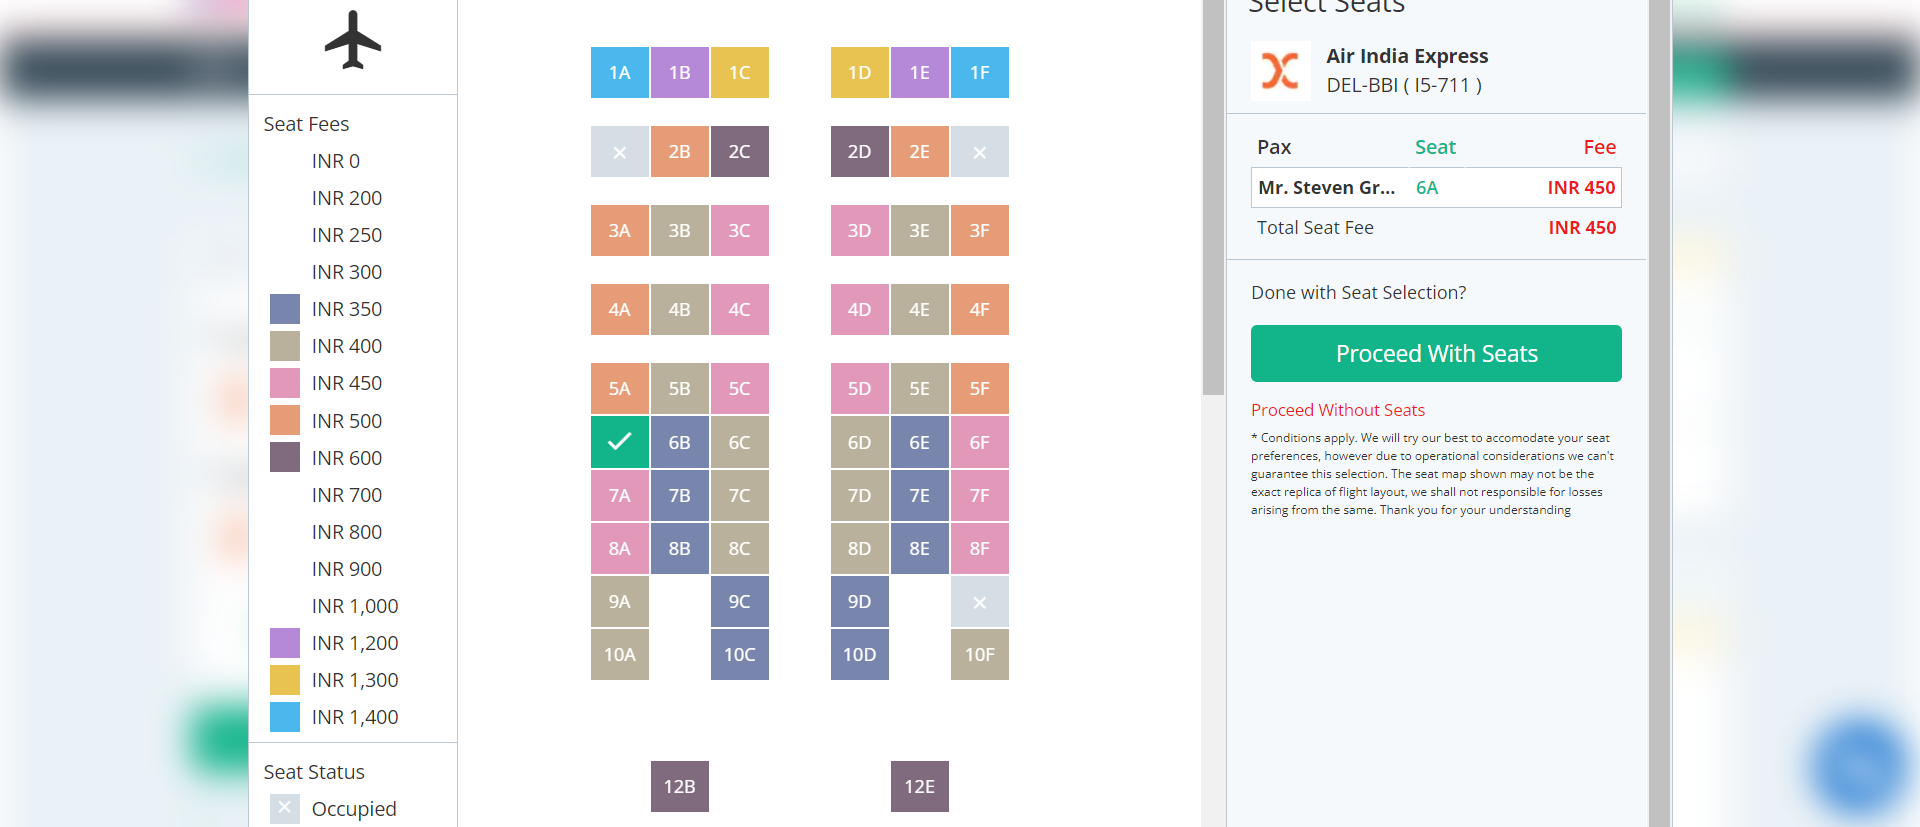 Seat Fees
INR 0
INR 200
INR 250
INR 300
INR 350
INR 400
INR 450
INR 500
INR 600
INR 700
INR 800
INR 900
INR 1,000
INR 1,200
INR 1,300
INR 1,400
Seat Status
Occupied
1A 1B 1C 1D 1E 1F
2B 2C 2D 2E
3A 3B 3C 3D 3E 3F
4A 4B 4C 4D 4E 4F
5A 5B 5C 5D 5E 5F
6B 6C 6D 6E 6F
7A 7B 7C 7D 7E 7F
8A 8B 8C 8D 8E 8F
9A 9C 9D
10A 10C 10D 10F
12B 12E
Select Seats
Air India Express
DEL-BBI ( I5-711 )
Pax Seat Fee
Mr. Steven Gr... 6A INR 450
Total Seat Fee INR 450
Done with Seat Selection?
Proceed With Seats
Proceed Without Seats
* Conditions apply. We will try our best to accomodate your seat
preferences, however due to operational considerations we can't
guarantee this selection. The seat map shown may not be the
exact replica of flight layout, we shall not responsible for losses
arising from the same. Thank you for your understanding